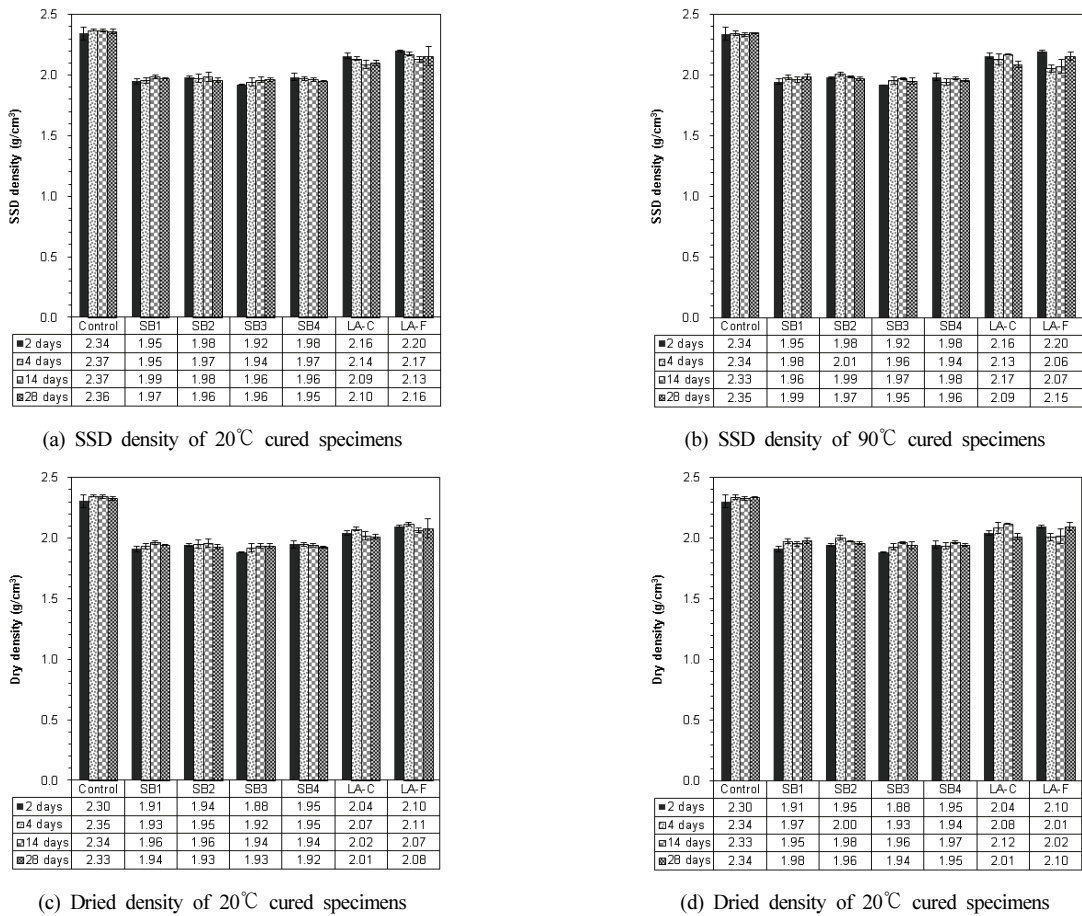 2.5
2.0
1.5
1.0
0.5
0.0
SSD density (g/cm³)
Control SB1 SB2 SB3 SB4 LA-C LA-F
2 days 2.34 1.95 1.98 1.92 1.98 2.16 2.20
4 days 2.37 1.95 1.97 1.94 1.97 2.14 2.17
14 days 2.37 1.99 1.98 1.96 1.96 2.09 2.13
28 days 2.36 1.97 1.96 1.96 1.95 2.10 2.16
(a) SSD density of 20℃ cured specimens
2.5
2.0
1.5
1.0
0.5
0.0
SSD density (g/cm³)
Control SB1 SB2 SB3 SB4 LA-C LA-F
2 days 2.34 1.95 1.98 1.92 1.98 2.16 2.20
4 days 2.34 1.98 2.01 1.96 1.94 2.13 2.06
14 days 2.33 1.96 1.99 1.97 1.98 2.17 2.07
28 days 2.35 1.99 1.97 1.95 1.96 2.09 2.15
(b) SSD density of 90℃ cured specimens
2.5
2.0
1.5
1.0
0.5
0.0
Dry density (g/cm³)
Control SB1 SB2 SB3 SB4 LA-C LA-F
2 days 2.30 1.91 1.94 1.88 1.95 2.04 2.10
4 days 2.35 1.93 1.95 1.92 1.95 2.07 2.11
14 days 2.34 1.96 1.96 1.94 1.94 2.02 2.07
28 days 2.33 1.94 1.93 1.93 1.92 2.01 2.08
(c) Dried density of 20℃ cured specimens
2.5
2.0
1.5
1.0
0.5
0.0
Dry density (g/cm³)
Control SB1 SB2 SB3 SB4 LA-C LA-F
2 days 2.30 1.91 1.95 1.88 1.95 2.04 2.10
4 days 2.34 1.97 2.00 1.93 1.94 2.08 2.01
14 days 2.33 1.95 1.98 1.96 1.97 2.12 2.02
28 days 2.34 1.98 1.96 1.94 1.95 2.01 2.10
(d) Dried density of 20℃ cured specimens